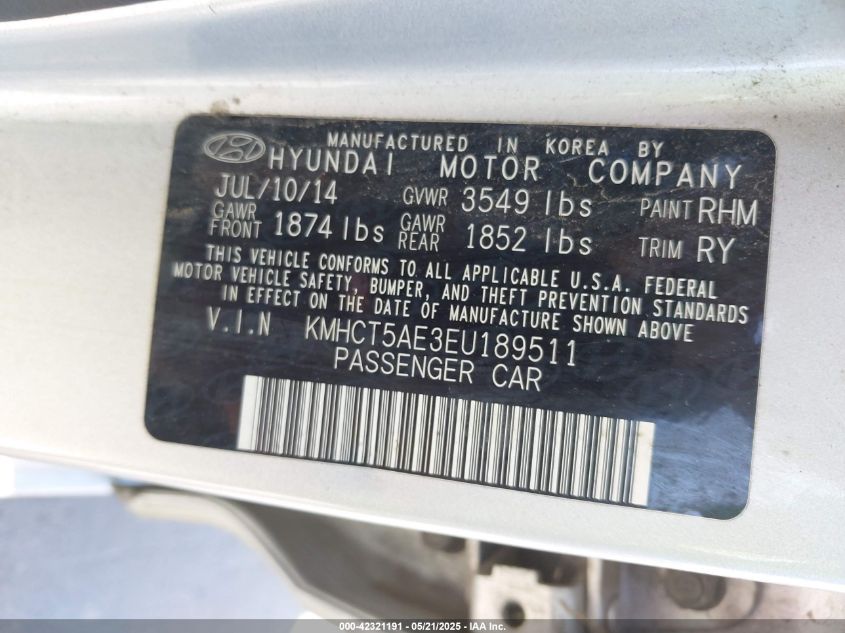 MANUFACTURED IN KOREA BY
HYUNDAI MOTOR COMPANY
JUL/10/14 GVWR 3549 lbs PAINT RHM
GAWR FRONT 1874 lbs GAWR REAR 1852 lbs TRIM RY
THIS VEHICLE CONFORMS TO ALL APPLICABLE U.S.A. FEDERAL
MOTOR VEHICLE SAFETY, BUMPER, AND THEFT PREVENTION STANDARDS
IN EFFECT ON THE DATE OF MANUFACTURE SHOWN ABOVE
V.I.N KMHCT5AE3EU189511
PASSENGER CAR
000-42321191 - 05/21/2025 - IAA Inc.